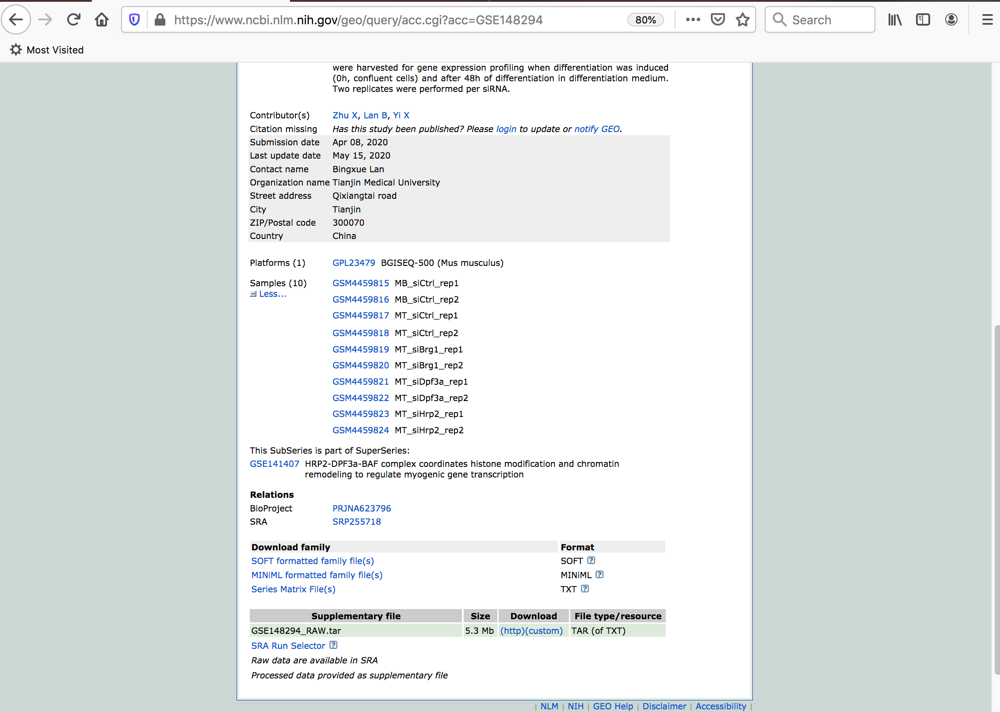 https://www.ncbi.nlm.nih.gov/geo/query/acc.cgi?acc=GSE148294 80% Search
Most Visited
were harvested for gene expression profiling when differentiation was induced
(0h, confluent cells) and after 48h of differentiation in differentiation medium.
Two replicates were performed per siRNA.
Contributor(s) Zhu X, Lan B, Yi X
Citation missing Has this study been published? Please login to update or notify GEO.
Submission date Apr 08, 2020
Last update date May 15, 2020
Contact name Bingxue Lan
Organization name Tianjin Medical University
Street address Qixiangtai road
City Tianjin
ZIP/Postal code 300070
Country China
Platforms (1) GPL23479 BGISEQ-500 (Mus musculus)
Samples (10) GSM4459815 MB_siCtrl_rep1
Less...
GSM4459816 MB_siCtrl_rep2
GSM4459817 MT_siCtrl_rep1
GSM4459818 MT_siCtrl_rep2
GSM4459819 MT_siBrg1_rep1
GSM4459820 MT_siBrg1_rep2
GSM4459821 MT_siDpf3a_rep1
GSM4459822 MT_siDpf3a_rep2
GSM4459823 MT_siHrp2_rep1
GSM4459824 MT_siHrp2_rep2
This SubSeries is part of SuperSeries:
GSE141407 HRP2-DPF3a-BAF complex coordinates histone modification and chromatin
remodeling to regulate myogenic gene transcription
Relations
BioProject PRJNA623796
SRA SRP255718
Download family Format
SOFT formatted family file(s) SOFT ?
MINiML formatted family file(s) MINiML ?
Series Matrix File(s) TXT ?
Supplementary file Size Download File type/resource
GSE148294_RAW.tar 5.3 Mb (http)(custom) TAR (of TXT)
SRA Run Selector ?
Raw data are available in SRA
Processed data provided as supplementary file
| NLM | NIH | GEO Help | Disclaimer | Accessibility |